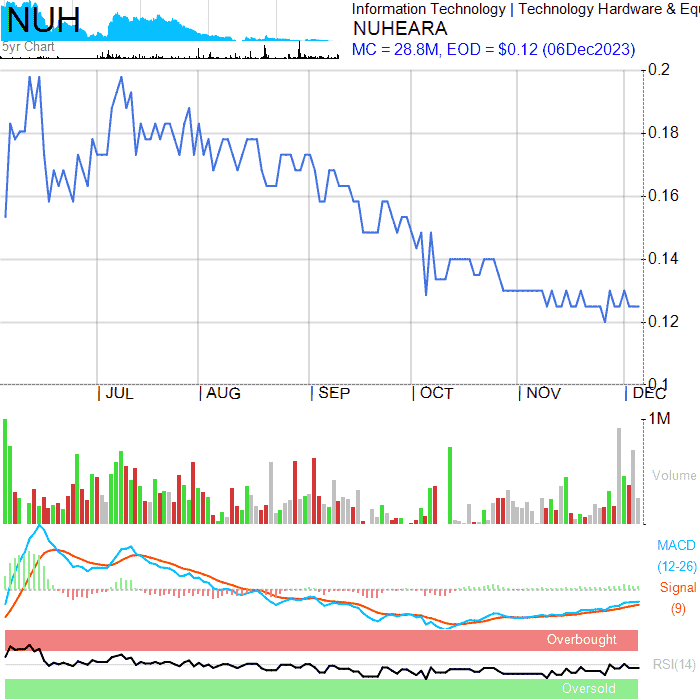 NUH
5yr Chart
Information Technology | Technology Hardware & Equ
NUHEARA
MC = 28.8M, EOD = $0.12 (06Dec2023)
0.2
0.18
0.16
0.14
0.12
0.1
| JUL | AUG | SEP | OCT | NOV | DEC
1M
Volume
MACD
(12-26)
Signal
(9)
Overbought
RSI(14)
Oversold